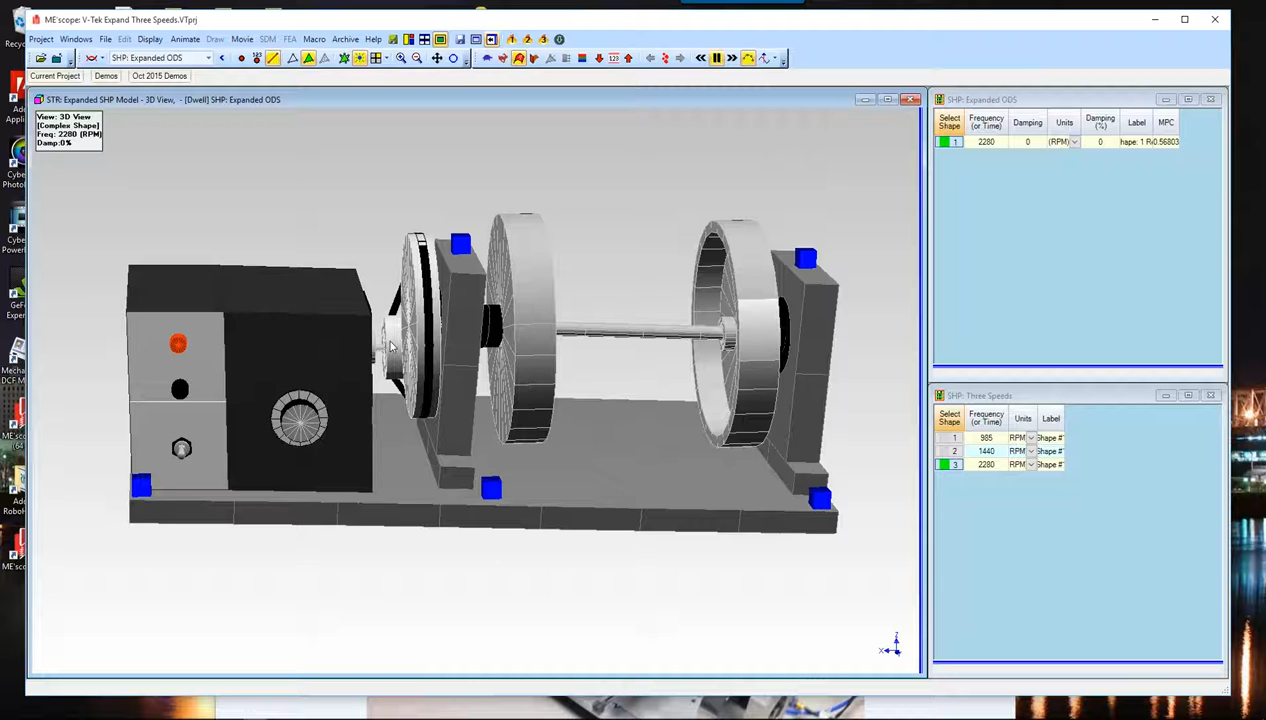 ME'scope: V-Tek Expand Three Speeds.VTprj
Project Windows File Edit Display Animate Draw Movie SDM FEA Macro Archive Help
SHP: Expanded ODS
Current Project Demos Oct 2015 Demos
STR: Expanded SHP Model - 3D View, - [Dwell] SHP: Expanded ODS
View: 3D View
[Complex Shape]
Freq: 2280 (RPM)
Damp:0%
SHP: Expanded ODS
Select Shape Frequency (or Time) Damping Units Damping (%) Label MPC
1 2280 0 (RPM) 0 hape: 1 R 0.56803
SHP: Three Speeds
Select Shape Frequency (or Time) Units Label
1 985 RPM Shape #
2 1440 RPM Shape #
3 2280 RPM Shape #
Z
X